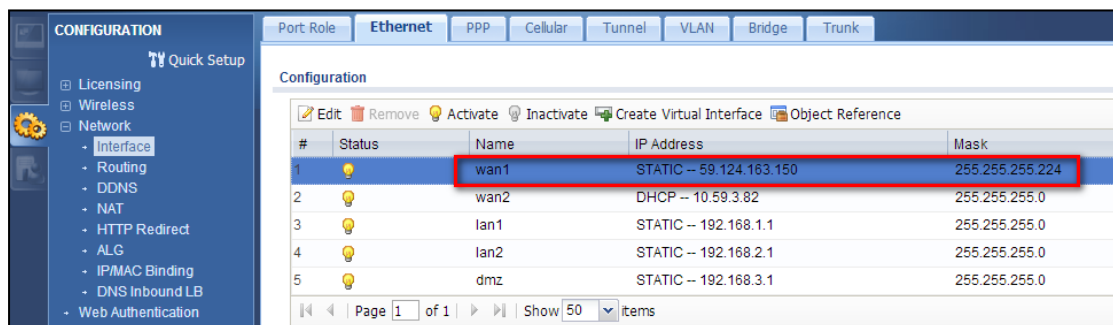 CONFIGURATION
Quick Setup
Licensing
Wireless
Network
Interface
Routing
DDNS
NAT
HTTP Redirect
ALG
IP/MAC Binding
DNS Inbound LB
Web Authentication
Port Role Ethernet PPP Cellular Tunnel VLAN Bridge Trunk
Configuration
Edit Remove Activate Inactivate Create Virtual Interface Object Reference
# Status Name IP Address Mask
1 wan1 STATIC -- 59.124.163.150 255.255.255.224
2 wan2 DHCP -- 10.59.3.82 255.255.255.0
3 lan1 STATIC -- 192.168.1.1 255.255.255.0
4 lan2 STATIC -- 192.168.2.1 255.255.255.0
5 dmz STATIC -- 192.168.3.1 255.255.255.0
Page 1 of 1 Show 50 items